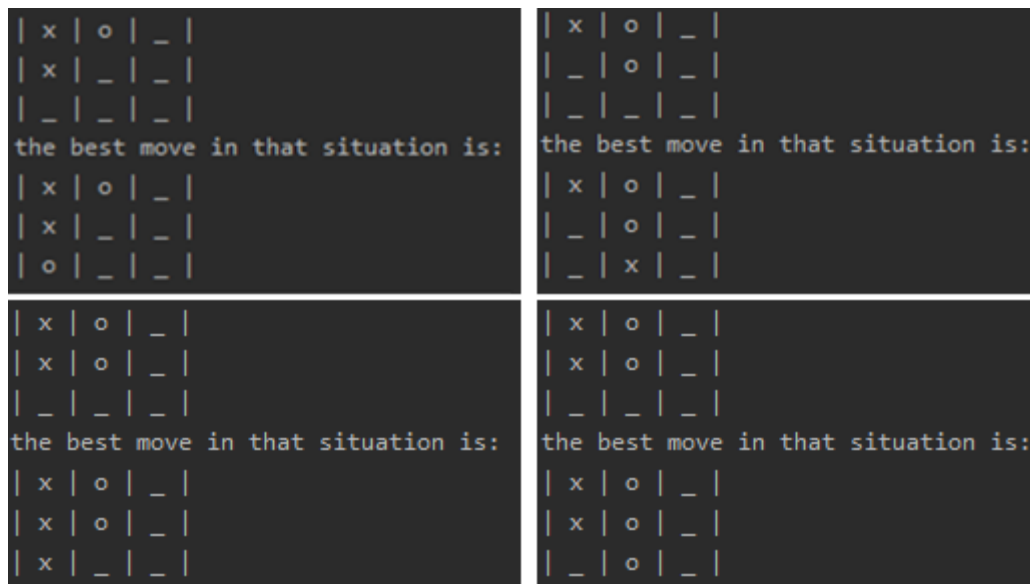 | x | o | _ |
| x | _ | _ |
| _ | _ | _ |
the best move in that situation is:
| x | o | _ |
| x | _ | _ |
| o | _ | _ |
| x | o | _ |
| _ | o | _ |
| _ | _ | _ |
the best move in that situation is:
| x | o | _ |
| _ | o | _ |
| _ | x | _ |
| x | o | _ |
| x | o | _ |
| _ | _ | _ |
the best move in that situation is:
| x | o | _ |
| x | o | _ |
| x | _ | _ |
| x | o | _ |
| x | o | _ |
| _ | _ | _ |
the best move in that situation is:
| x | o | _ |
| x | o | _ |
| _ | o | _ |